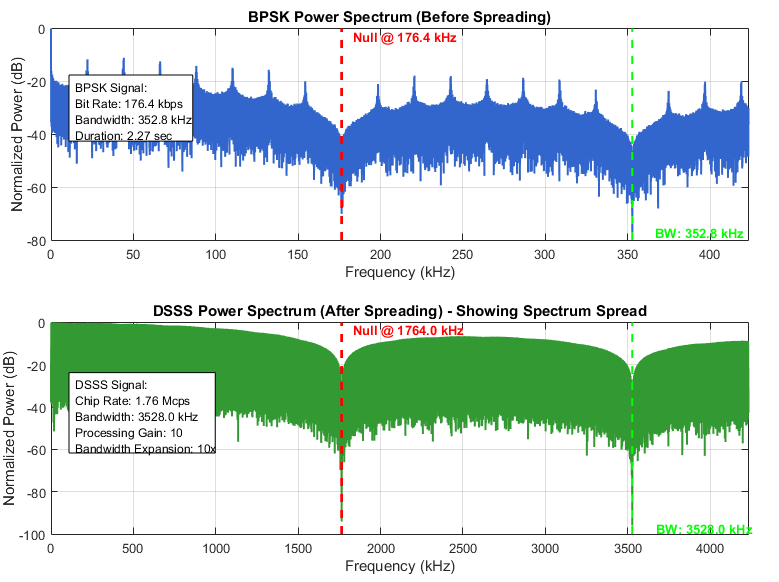 BPSK Power Spectrum (Before Spreading)
Normalized Power (dB)
0
-20
-40
-60
-80
Null @ 176.4 kHz
BPSK Signal:
Bit Rate: 176.4 kbps
Bandwidth: 352.8 kHz
Duration: 2.27 sec
BW: 352.8 kHz
0 50 100 150 200 250 300 350 400
Frequency (kHz)
DSSS Power Spectrum (After Spreading) - Showing Spectrum Spread
Normalized Power (dB)
0
-20
-40
-60
-80
-100
Null @ 1764.0 kHz
DSSS Signal:
Chip Rate: 1.76 Mcps
Bandwidth: 3528.0 kHz
Processing Gain: 10
Bandwidth Expansion: 10x
BW: 3528.0 kHz
0 500 1000 1500 2000 2500 3000 3500 4000
Frequency (kHz)